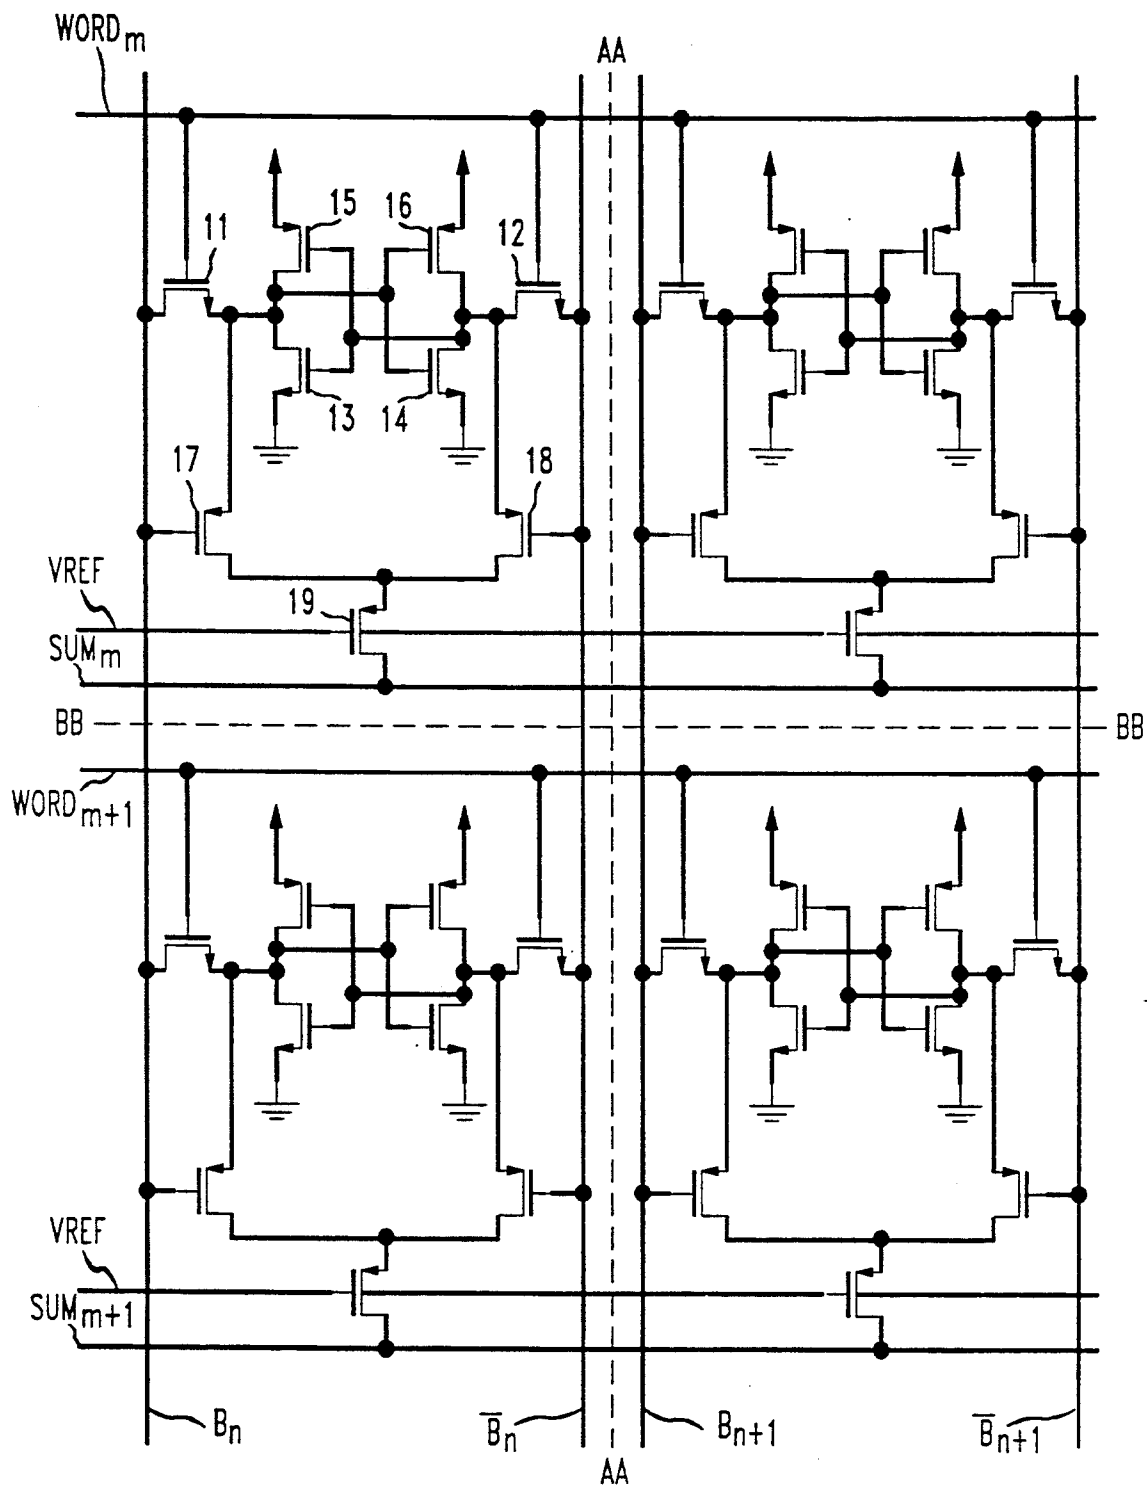 WORDm
AA
15
16
11
12
13
14
17
18
VREF
19
SUMm
BB
BB
WORDm+1
VREF
SUMm+1
Bn
B̅n
Bn+1
B̅n+1
AA